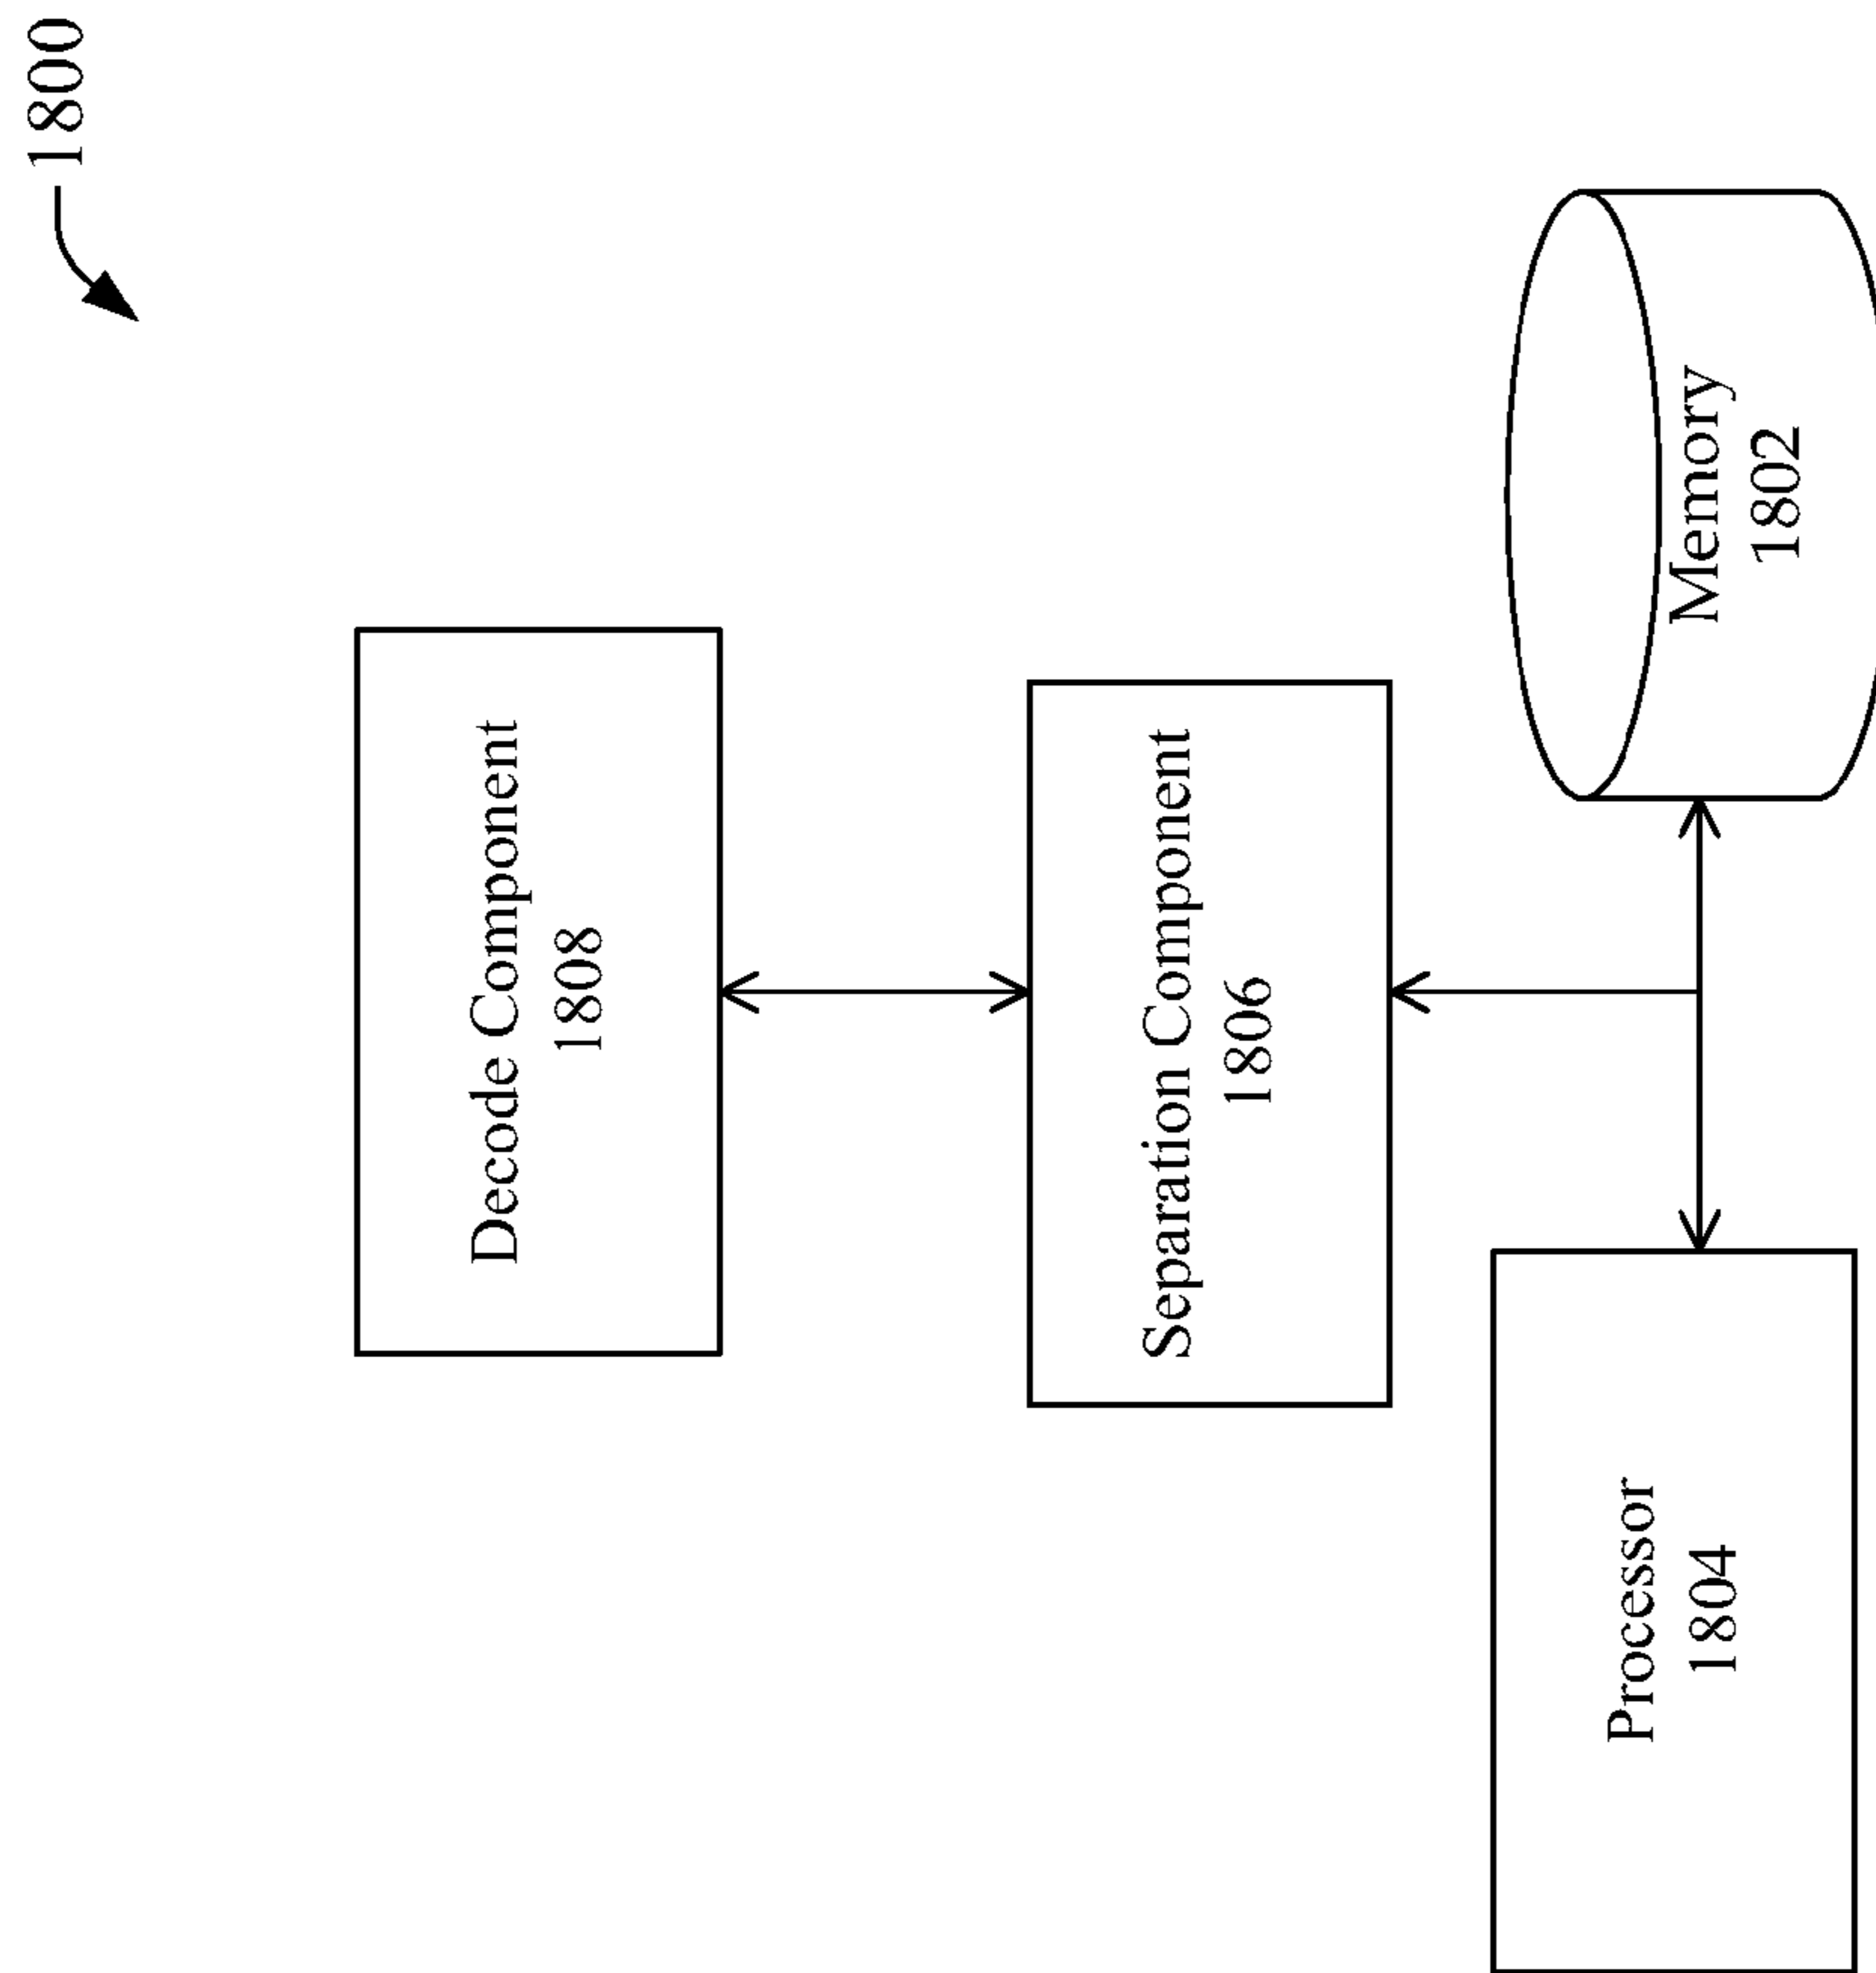 1800
Decode Component
1808
Separation Component
1806
Processor
1804
Memory
1802